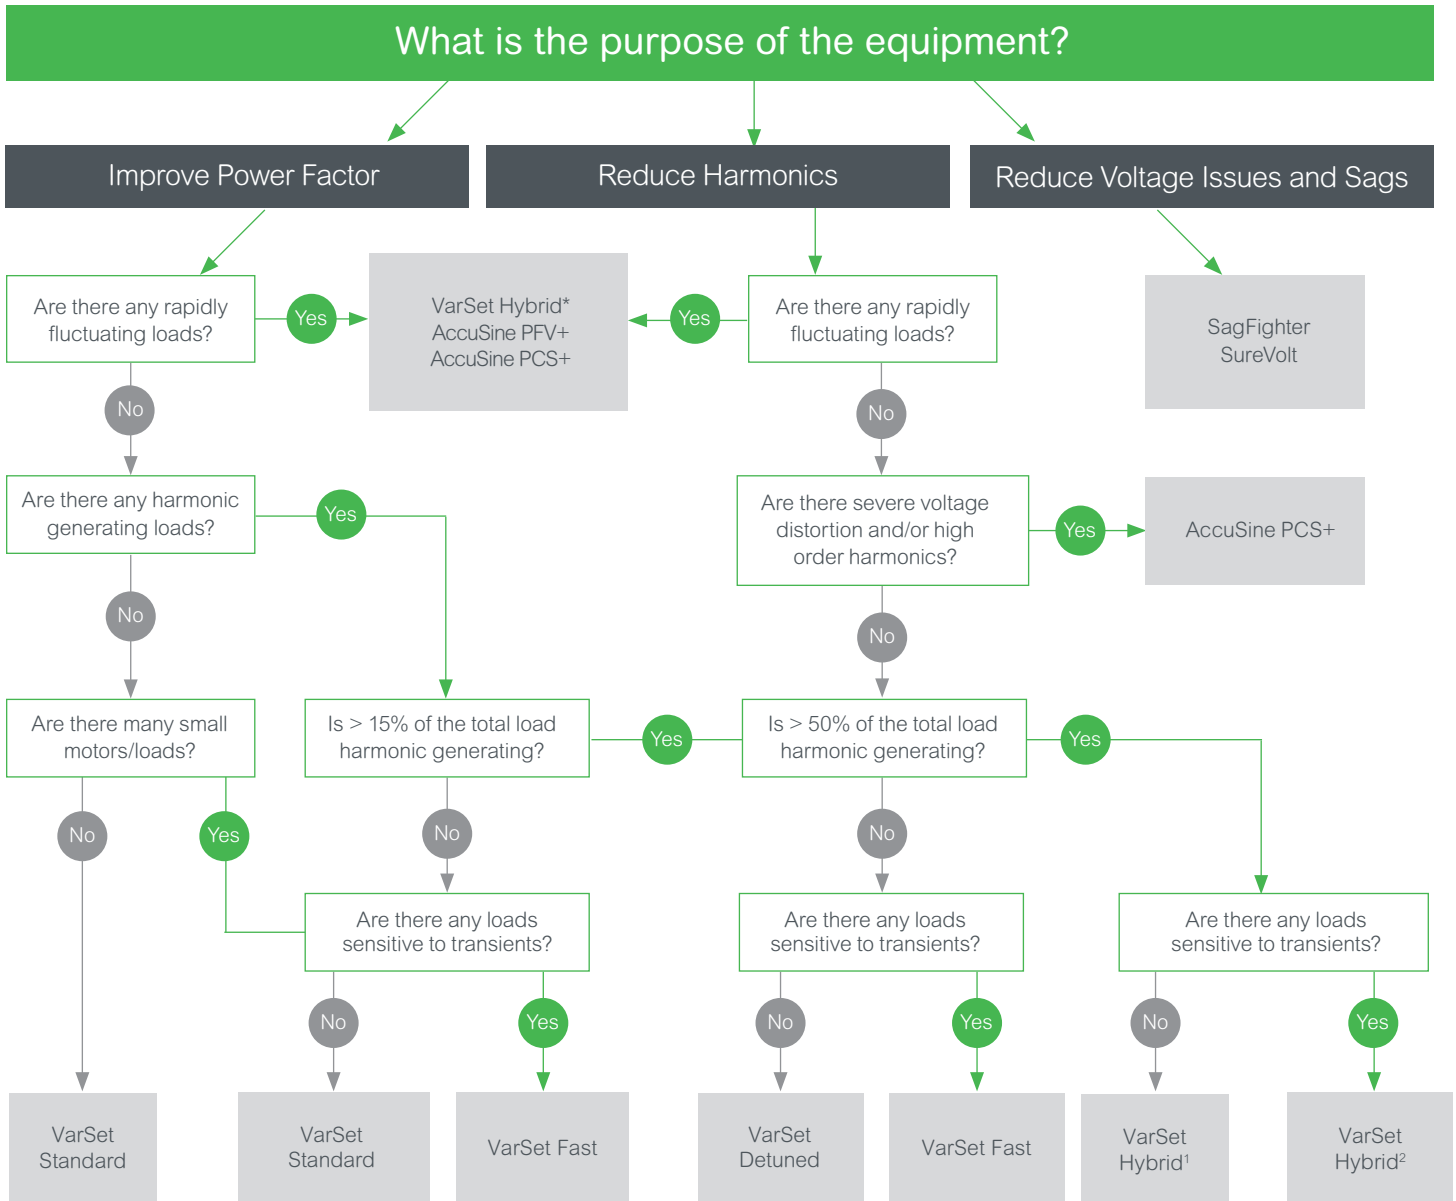 What is the purpose of the equipment?
Improve Power Factor
Reduce Harmonics
Reduce Voltage Issues and Sags
Are there any rapidly
fluctuating loads?
Yes
VarSet Hybrid*
AccuSine PFV+
AccuSine PCS+
Yes
Are there any rapidly
fluctuating loads?
SagFighter
SureVolt
No
No
Are there any harmonic
generating loads?
Yes
Are there severe voltage
distortion and/or high
order harmonics?
Yes
AccuSine PCS+
No
No
Are there many small
motors/loads?
Is > 15% of the total load
harmonic generating?
Yes
Is > 50% of the total load
harmonic generating?
Yes
No
Yes
No
No
Are there any loads
sensitive to transients?
Are there any loads
sensitive to transients?
Are there any loads
sensitive to transients?
No
Yes
No
Yes
No
Yes
VarSet
Standard
VarSet
Standard
VarSet Fast
VarSet
Detuned
VarSet Fast
VarSet
Hybrid¹
VarSet
Hybrid²